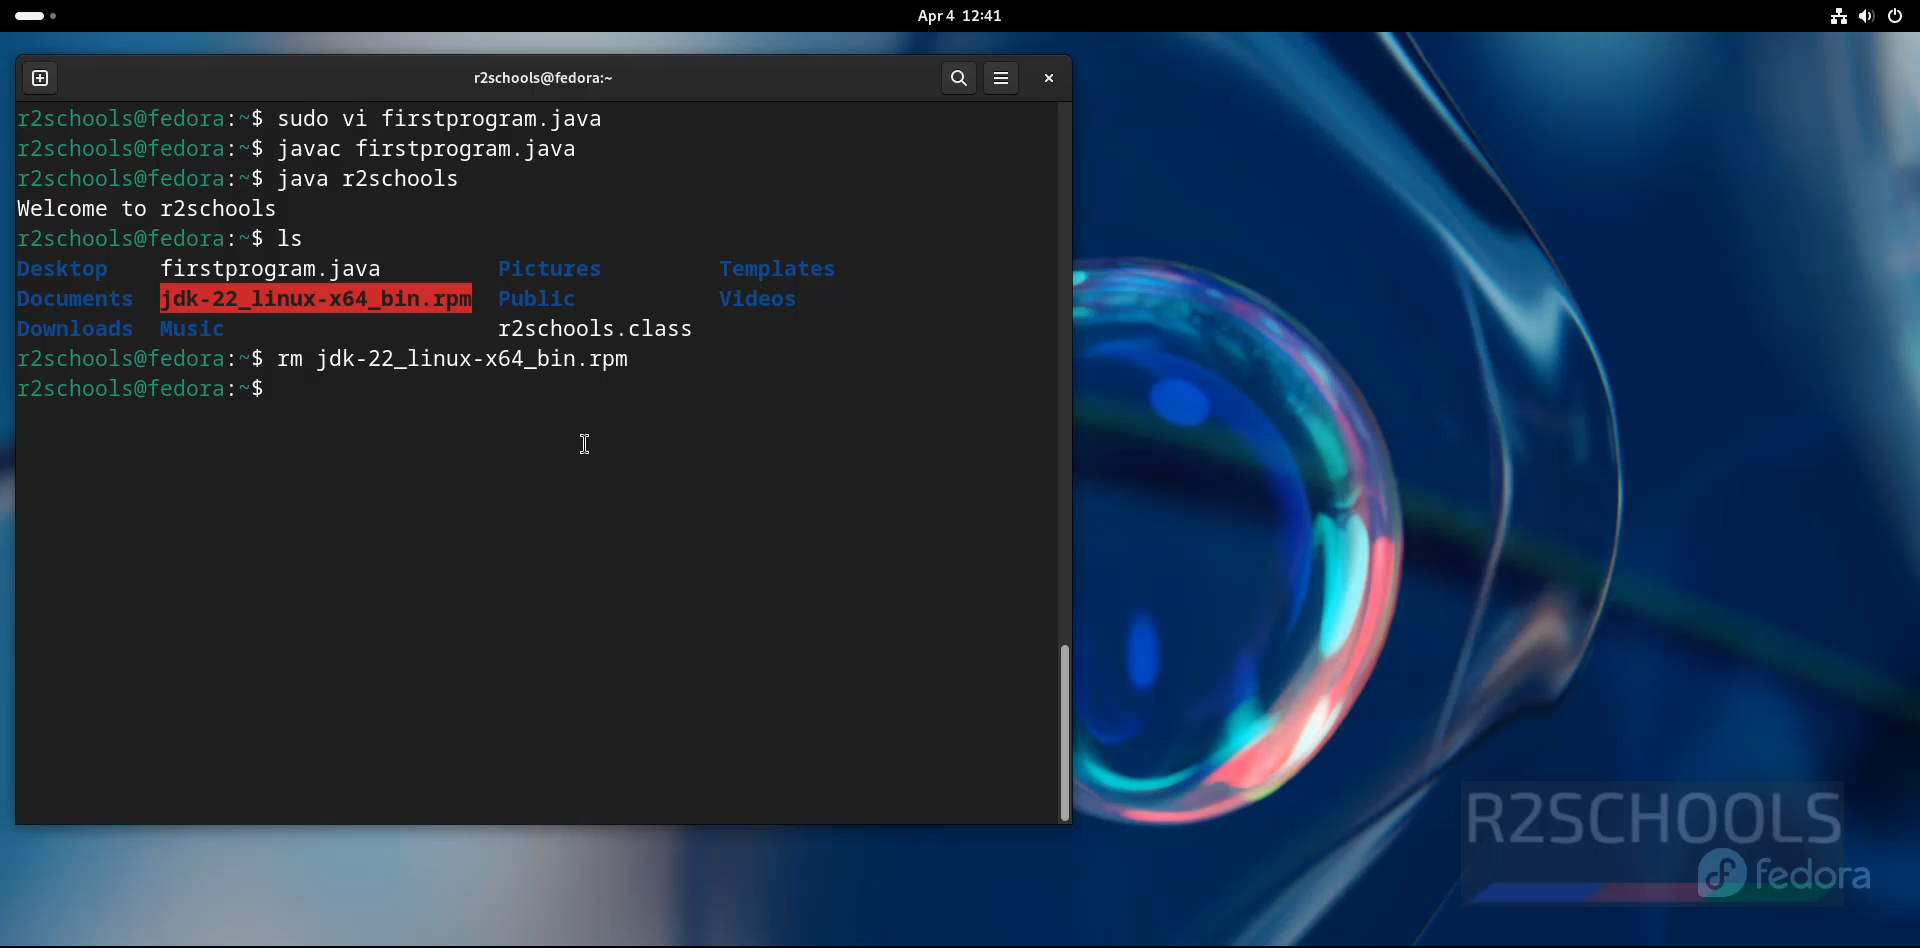 Apr 4 12:41
r2schools@fedora:~
r2schools@fedora:~$ sudo vi firstprogram.java
r2schools@fedora:~$ javac firstprogram.java
r2schools@fedora:~$ java r2schools
Welcome to r2schools
r2schools@fedora:~$ ls
Desktop firstprogram.java Pictures Templates
Documents jdk-22_linux-x64_bin.rpm Public Videos
Downloads Music r2schools.class
r2schools@fedora:~$ rm jdk-22_linux-x64_bin.rpm
r2schools@fedora:~$
R2SCHOOLS
fedora